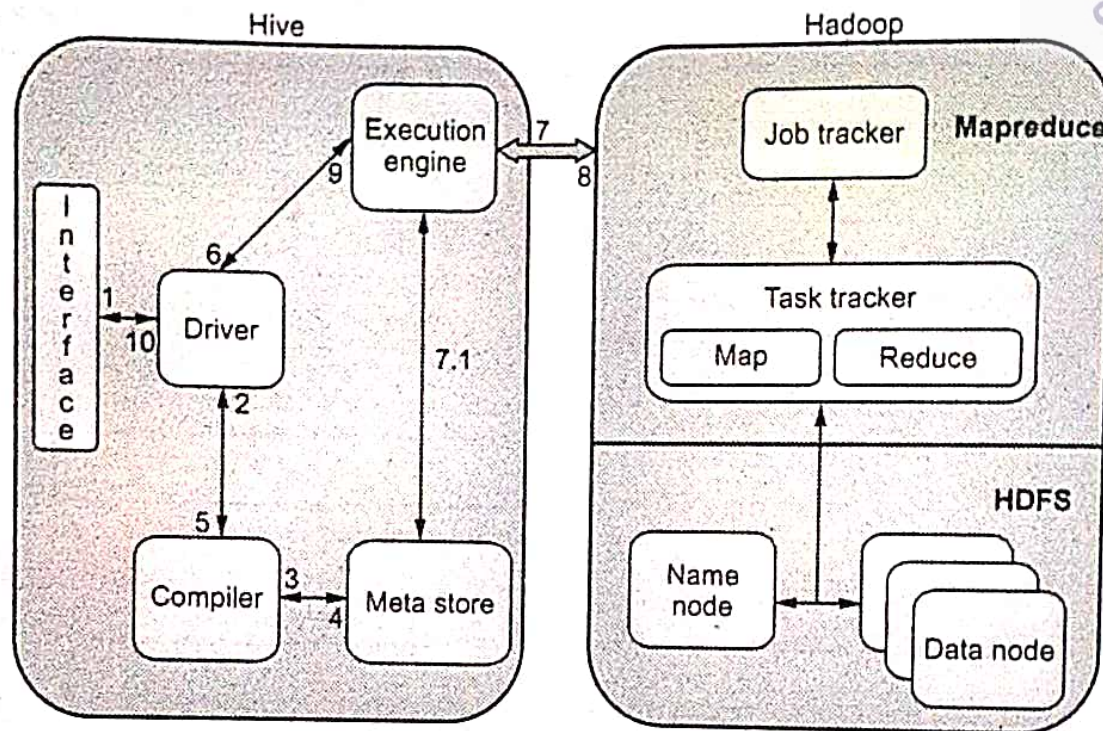 Hive
Hadoop
Execution
engine
7
8
9
6
Job tracker
Mapreduce
Interface
1
10
Driver
2
7.1
Task tracker
Map
Reduce
HDFS
5
Compiler
3
4
Meta store
Name
node
Data node